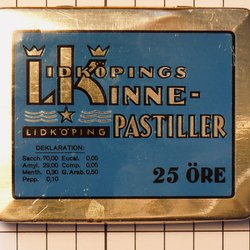 LIDKÖPINGS
KINNE-
LIDKÖPING PASTILLER
DEKLARATION:
Sacch. 70,00 Eucal. 0,05
Amyl. 29,00 Comp. 0,05
Menth. 0,30 G. Arab. 0,50
Pepp. 0,10
25 ÖRE